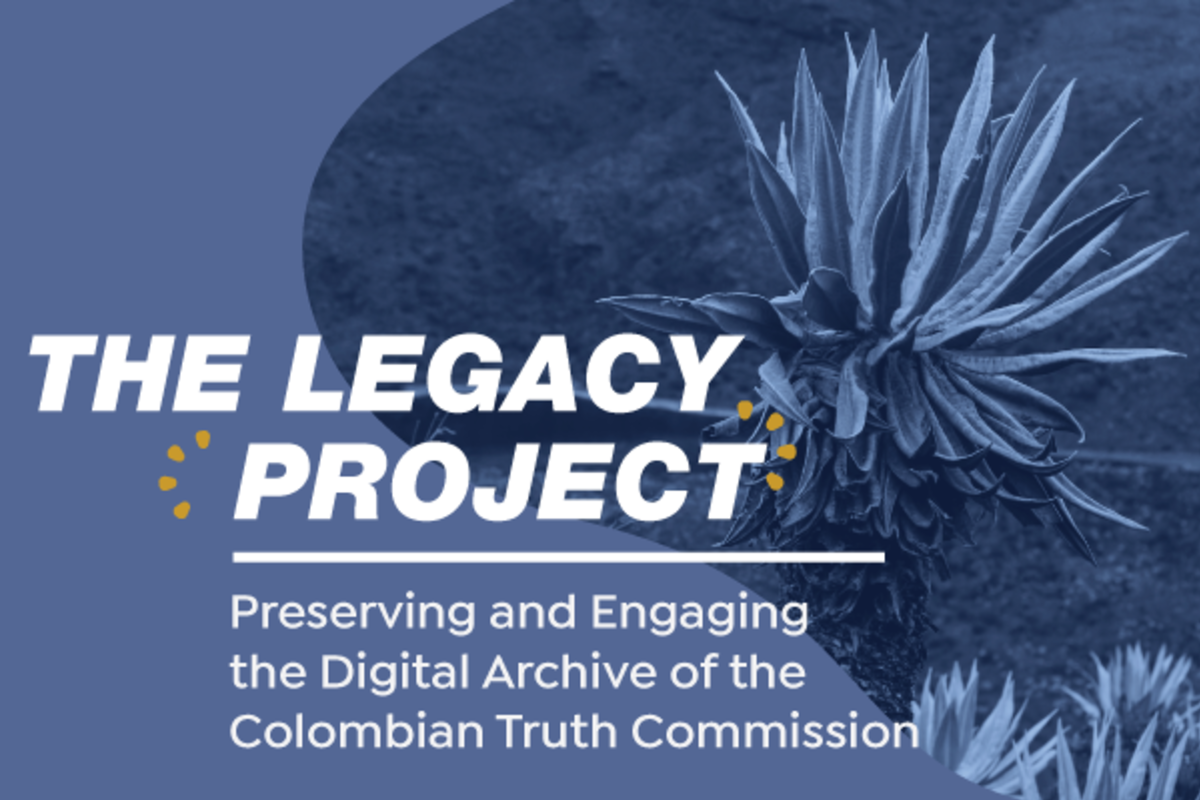 THE LEGACY
PROJECT
Preserving and Engaging
the Digital Archive of the
Colombian Truth Commission